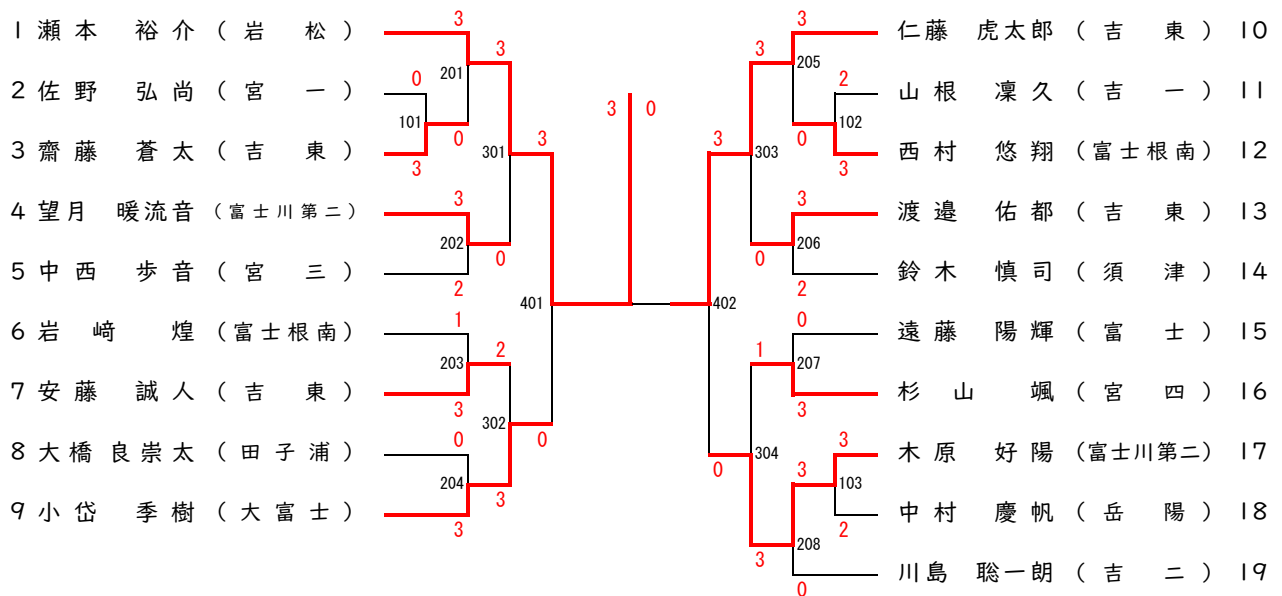 1 瀬本 裕介 (岩松)
2 佐野 弘尚 (宮一)
3 齋藤 蒼太 (吉東)
4 望月 暖流音 (富士川第二)
5 中西 歩音 (宮三)
6 岩﨑 煌 (富士根南)
7 安藤 誠人 (吉東)
8 大橋 良崇太 (田子浦)
9 小岱 季樹 (大富士)
3
0
3
0
3
2
1
3
0
3
201
101
202
203
204
3
0
2
3
301
302
3
0
401
3 0
402
3
0
303
304
3
0
1
3
205
102
206
207
103
208
3
2
0 3
3
2
0
3
3
3
2
0
仁藤 虎太郎 (吉東) 10
山根 凜久 (吉一) 11
西村 悠翔 (富士根南) 12
渡邉 佑都 (吉東) 13
鈴木 慎司 (須津) 14
遠藤 陽輝 (富士) 15
杉山 颯 (宮四) 16
木原 好陽 (富士川第二) 17
中村 慶帆 (岳陽) 18
川島 聡一朗 (吉二) 19